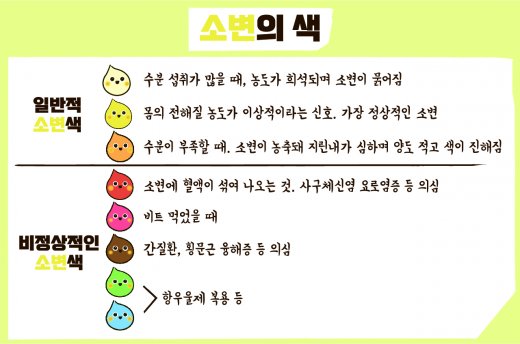 소변의 색
일반적
소변색
수분 섭취가 많을 때, 농도가 희석되며 소변이 묽어짐
몸의 전해질 농도가 이상적이라는 신호. 가장 정상적인 소변
수분이 부족할 때. 소변이 농축돼 지린내가 심하며 양도 적고 색이 진해짐
비정상적인
소변색
소변에 혈액이 섞여 나오는 것. 사구체신염 요로염증 등 의심
비트 먹었을 때
간질환, 횡문근 융해증 등 의심
항우울제 복용 등